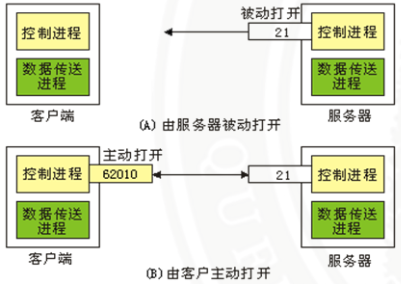 被动打开
控制进程
21
控制进程
数据传送
进程
数据传送
进程
客户端
服务器
(A) 由服务器被动打开
主动打开
控制进程
62010
21
控制进程
数据传送
进程
数据传送
进程
客户端
服务器
(B) 由客户主动打开